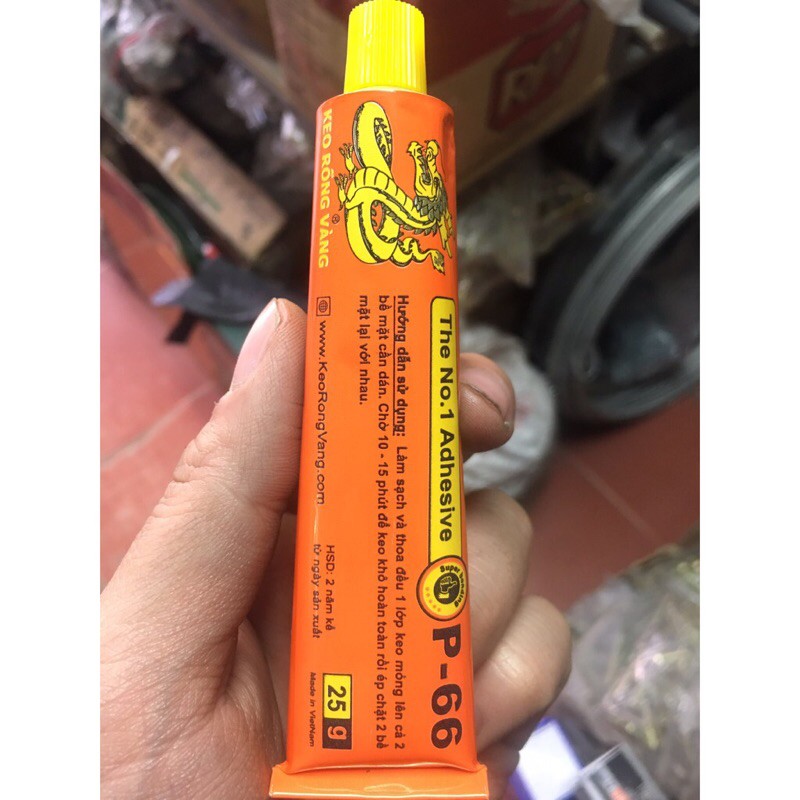 KEO RỒNG VÀNG
The No.1 Adhesive
Super bonding
P-66
Hướng dẫn sử dụng: Làm sạch và thoa đều 1 lớp keo mỏng lên cả 2
bề mặt cần dán. Chờ 10 - 15 phút để keo khô hoàn toàn rồi ép chặt 2 bề
mặt lại với nhau.
www.KeoRongVang.com
HSD: 2 năm kể
từ ngày sản xuất
25 g
Made in VietNam